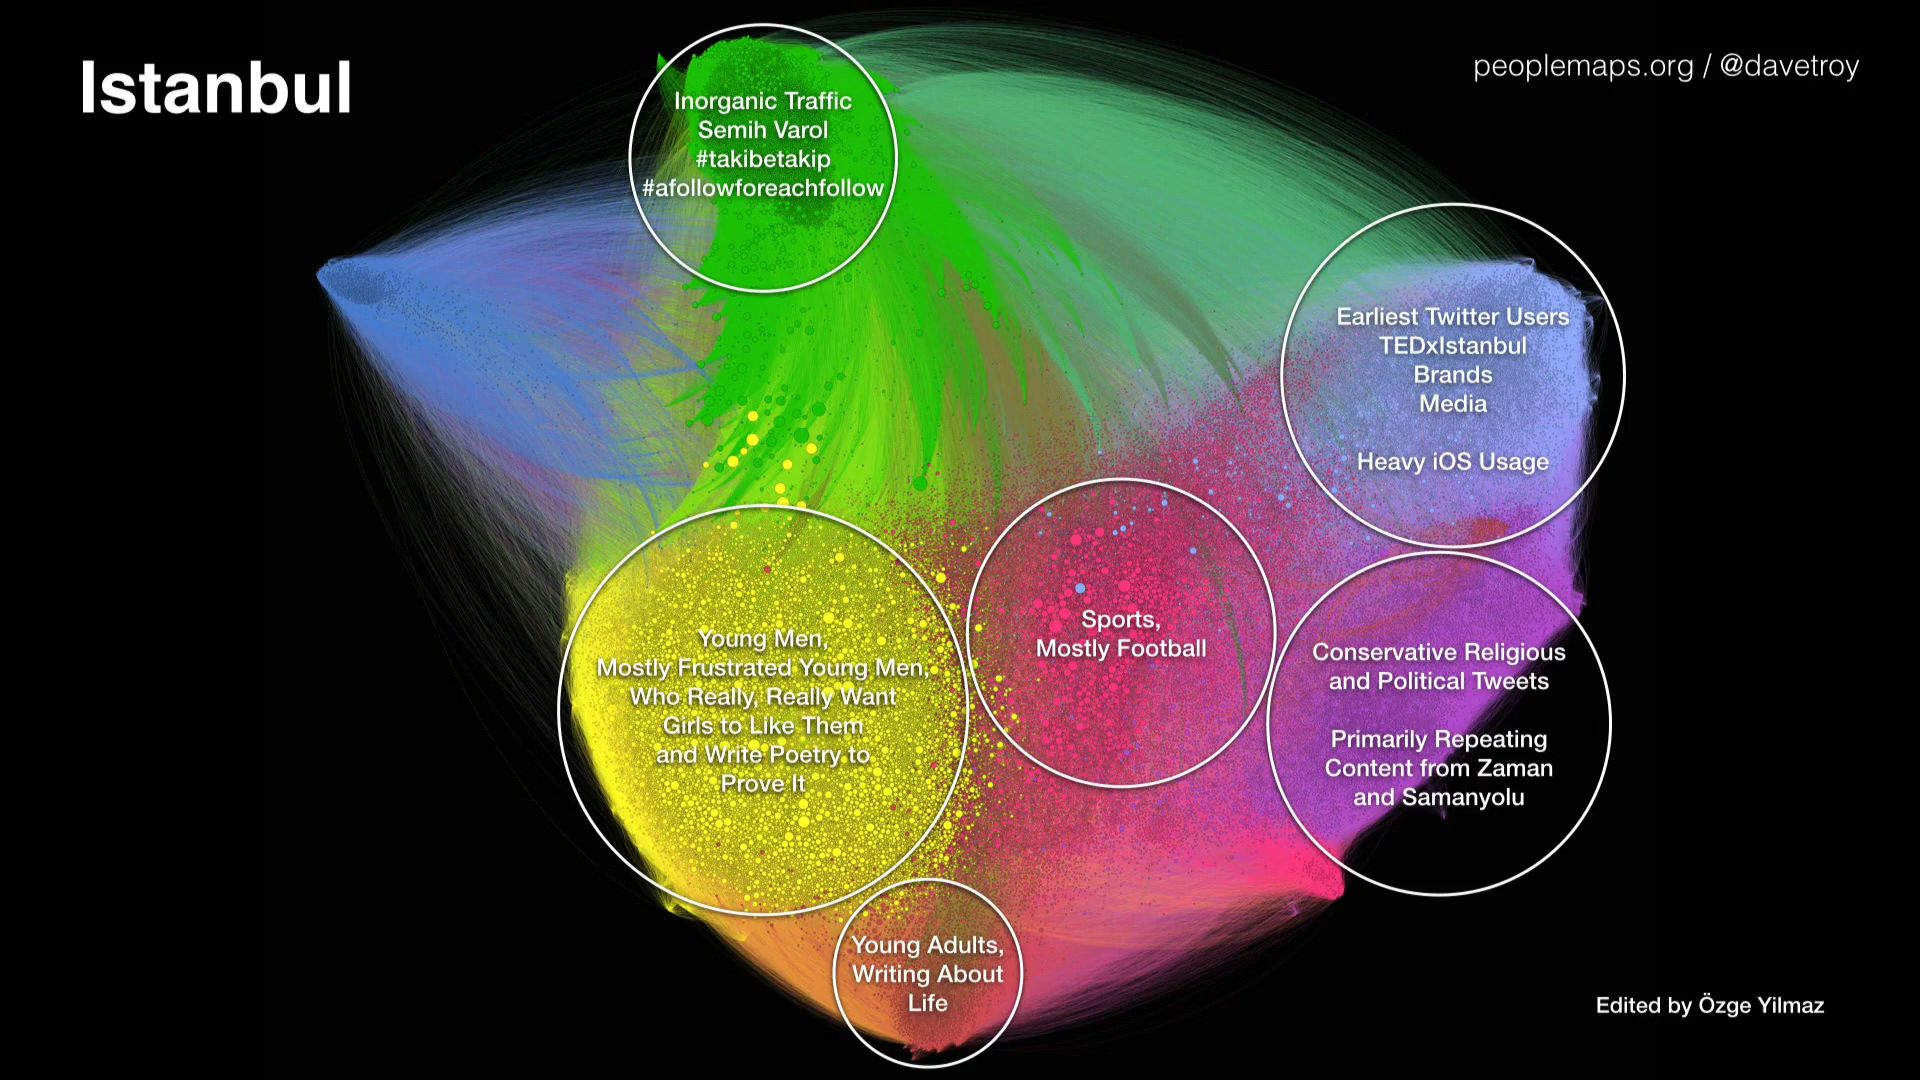 Istanbul
peoplemaps.org / @davetroy
Inorganic Traffic
Semih Varol
#takibetakip
#afollowforeachfollow
Earliest Twitter Users
TEDxIstanbul
Brands
Media
Heavy iOS Usage
Young Men,
Mostly Frustrated Young Men,
Who Really, Really Want
Girls to Like Them
and Write Poetry to
Prove It
Sports,
Mostly Football
Conservative Religious
and Political Tweets
Primarily Repeating
Content from Zaman
and Samanyolu
Young Adults,
Writing About
Life
Edited by Özge Yilmaz